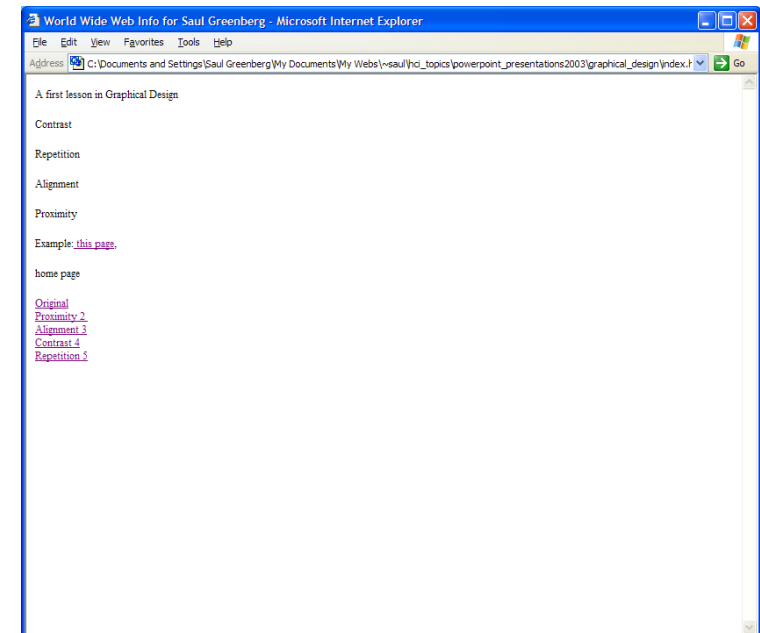 World Wide Web Info for Saul Greenberg - Microsoft Internet Explorer
File Edit View Favorites Tools Help
Address C:\Documents and Settings\Saul Greenberg\My Documents\My Webs\~saul\hci_topics\powerpoint_presentations2003\graphical_design\index.h Go
A first lesson in Graphical Design
Contrast
Repetition
Alignment
Proximity
Example: this page,
home page
Original
Proximity 2
Alignment 3
Contrast 4
Repetition 5